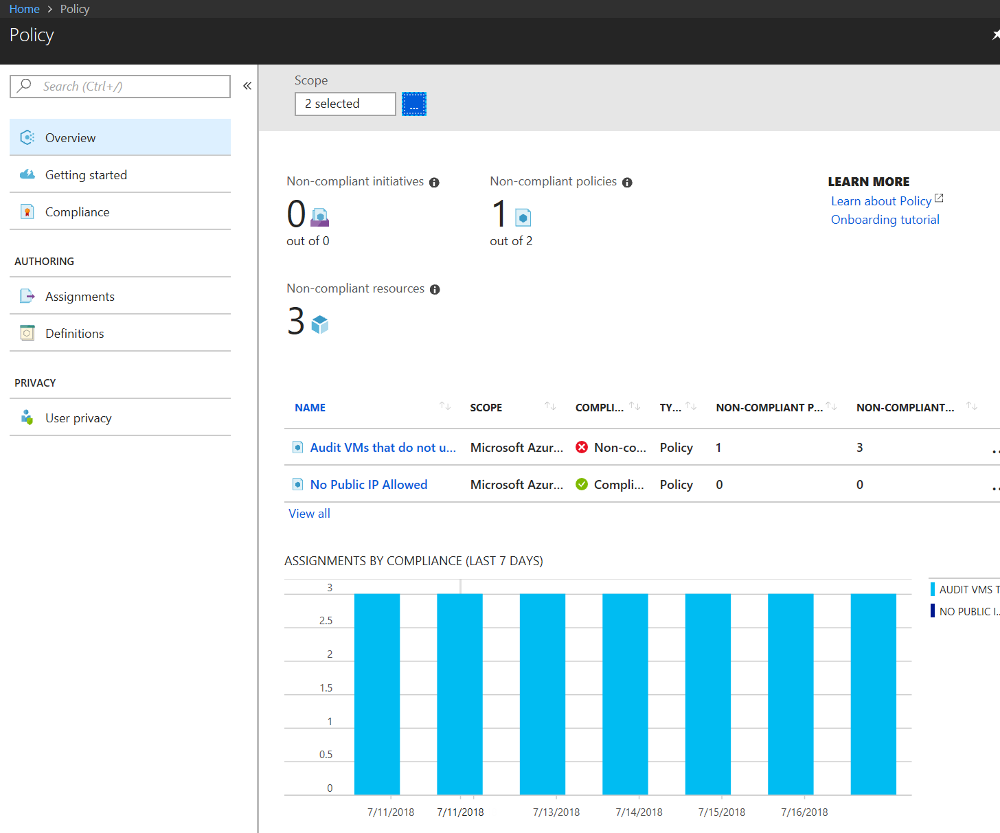 Home > Policy
Policy
Search (Ctrl+/)
«
Overview
Getting started
Compliance
AUTHORING
Assignments
Definitions
PRIVACY
User privacy
Scope
2 selected
...
Non-compliant initiatives
0
out of 0
Non-compliant policies
1
out of 2
LEARN MORE
Learn about Policy
Onboarding tutorial
Non-compliant resources
3
NAME SCOPE COMPLI... TY... NON-COMPLIANT P... NON-COMPLIANT...
Audit VMs that do not u... Microsoft Azur... Non-co... Policy 1 3
No Public IP Allowed Microsoft Azur... Compli... Policy 0 0
View all
ASSIGNMENTS BY COMPLIANCE (LAST 7 DAYS)
3
2.5
2
1.5
1
0.5
0
7/11/2018 7/11/2018 7/13/2018 7/14/2018 7/15/2018 7/16/2018
AUDIT VMS T
NO PUBLIC I..